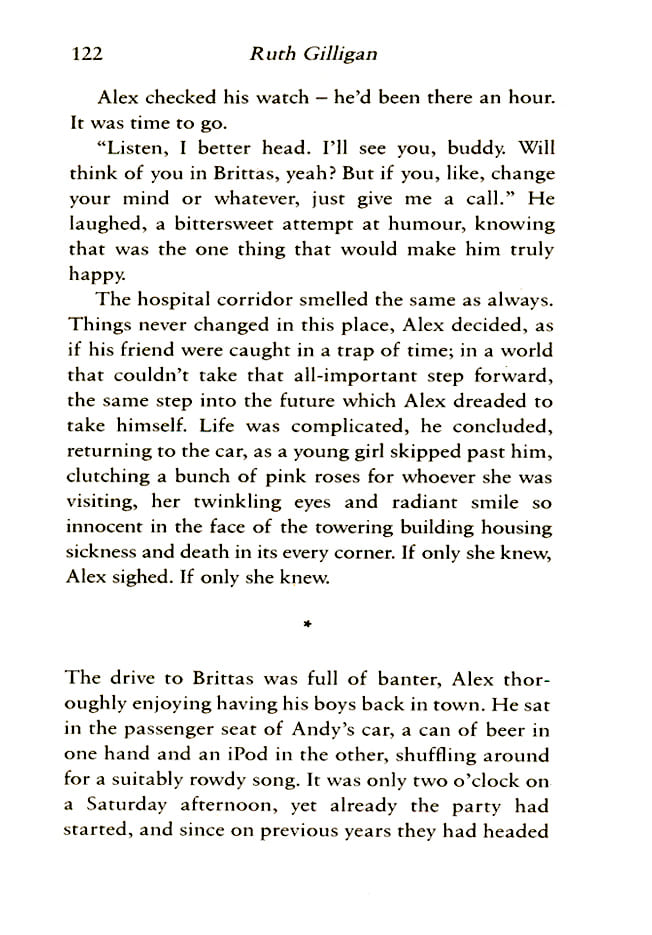 122 Ruth Gilligan
Alex checked his watch – he'd been there an hour.
It was time to go.
“Listen, I better head. I'll see you, buddy. Will
think of you in Brittas, yeah? But if you, like, change
your mind or whatever, just give me a call.” He
laughed, a bittersweet attempt at humour, knowing
that was the one thing that would make him truly
happy.
The hospital corridor smelled the same as always.
Things never changed in this place, Alex decided, as
if his friend were caught in a trap of time; in a world
that couldn't take that all-important step forward,
the same step into the future which Alex dreaded to
take himself. Life was complicated, he concluded,
returning to the car, as a young girl skipped past him,
clutching a bunch of pink roses for whoever she was
visiting, her twinkling eyes and radiant smile so
innocent in the face of the towering building housing
sickness and death in its every corner. If only she knew,
Alex sighed. If only she knew.
*
The drive to Brittas was full of banter, Alex thor-
oughly enjoying having his boys back in town. He sat
in the passenger seat of Andy's car, a can of beer in
one hand and an iPod in the other, shuffling around
for a suitably rowdy song. It was only two o'clock on
a Saturday afternoon, yet already the party had
started, and since on previous years they had headed